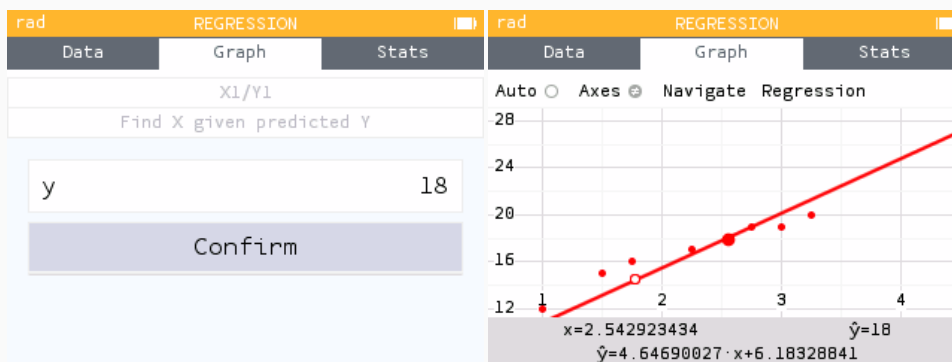 rad REGRESSION
Data Graph Stats
X1/Y1
Find X given predicted Y
y 18
Confirm
rad REGRESSION
Data Graph Stats
Auto Axes Navigate Regression
28
24
20
16
12
1 2 3 4
x=2.542923434 ŷ=18
ŷ=4.64690027·x+6.18328841